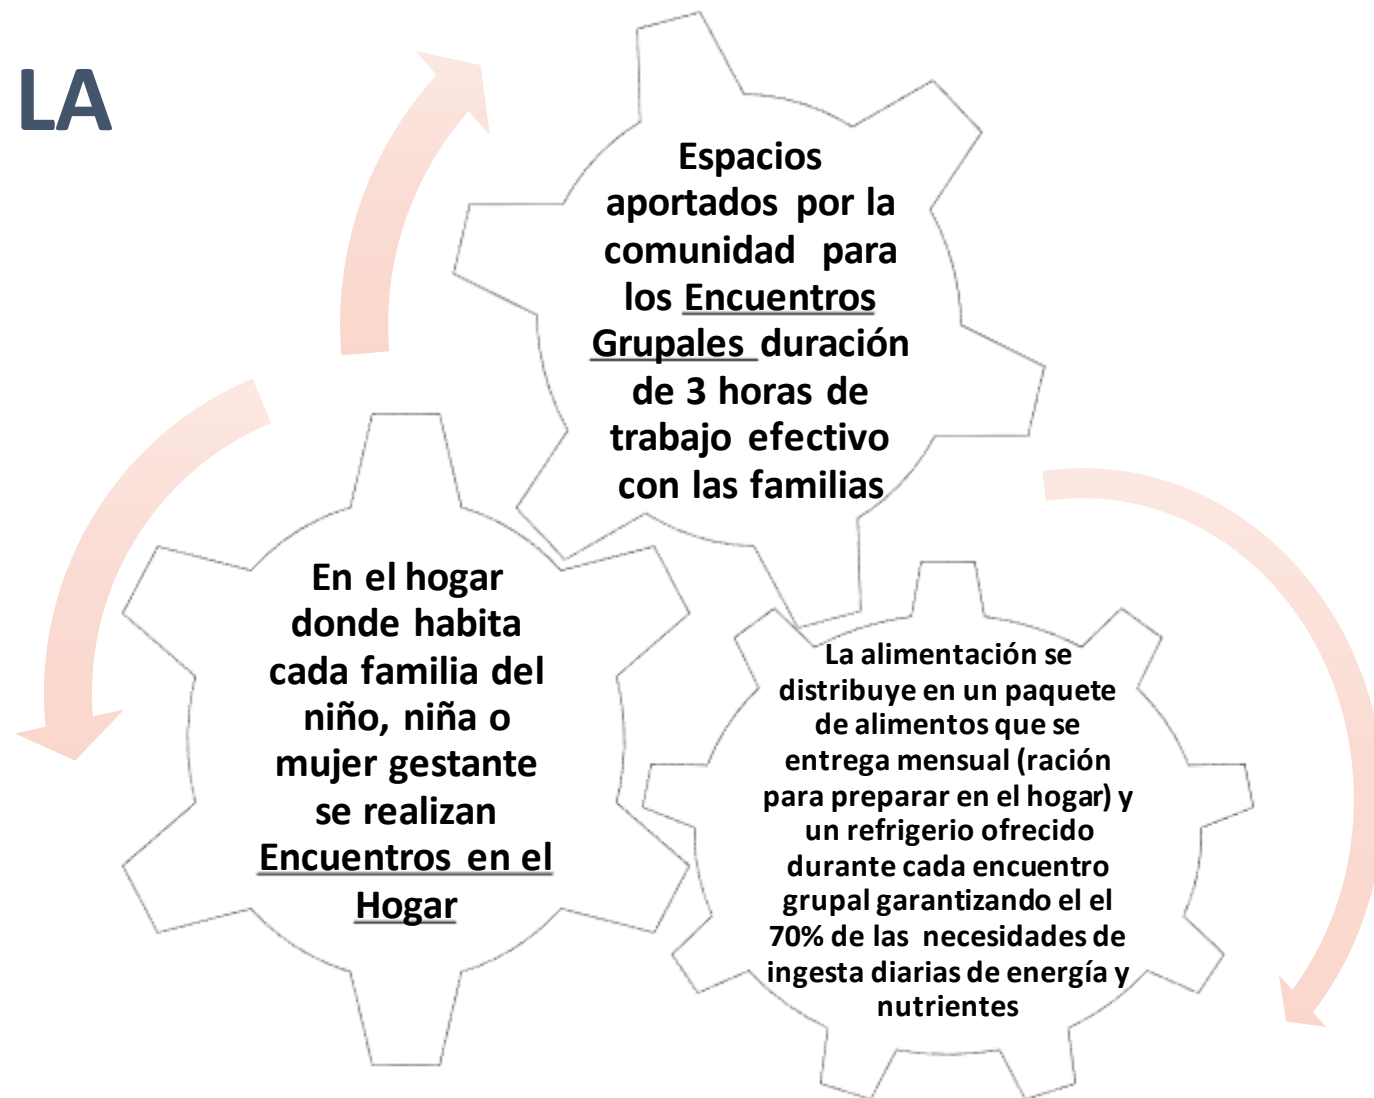 LA
Espacios
aportados por la
comunidad para
los Encuentros
Grupales duración
de 3 horas de
trabajo efectivo
con las familias
En el hogar
donde habita
cada familia del
niño, niña o
mujer gestante
se realizan
Encuentros en el
Hogar
La alimentación se
distribuye en un paquete
de alimentos que se
entrega mensual (ración
para preparar en el hogar) y
un refrigerio ofrecido
durante cada encuentro
grupal garantizando el el
70% de las necesidades de
ingesta diarias de energía y
nutrientes